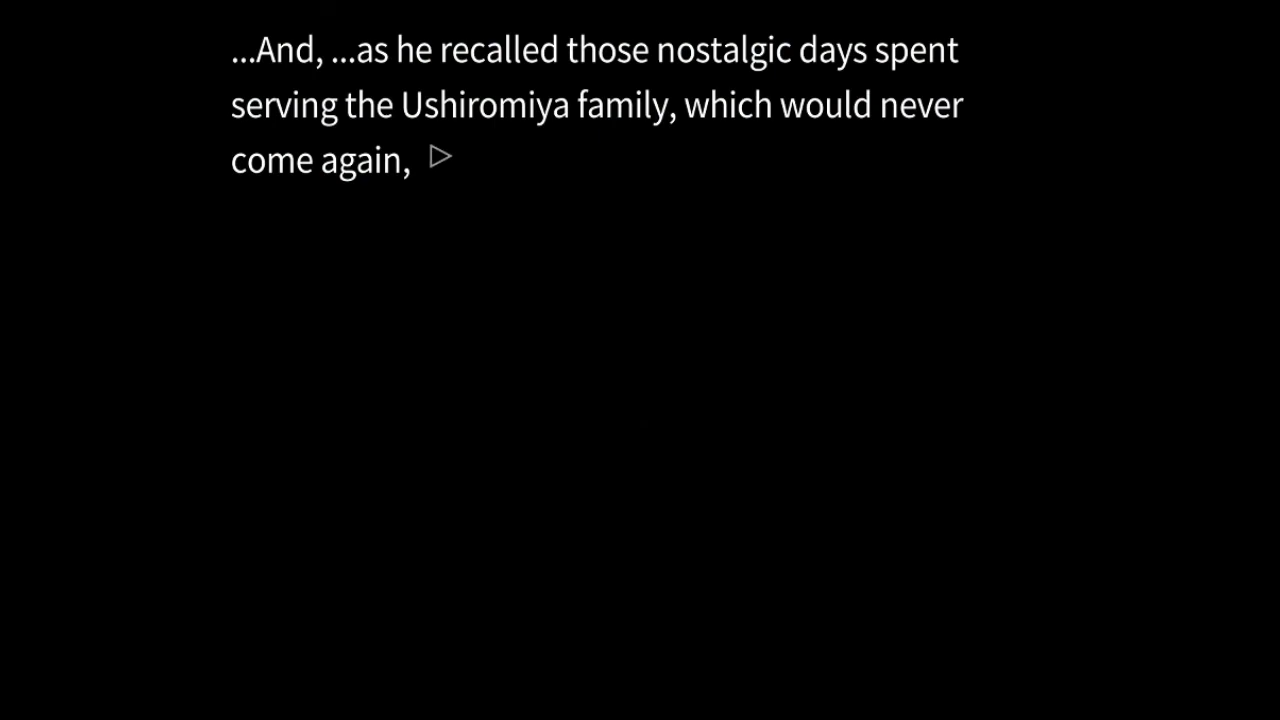 ...And, ...as he recalled those nostalgic days spent
serving the Ushiromiya family, which would never
come again,